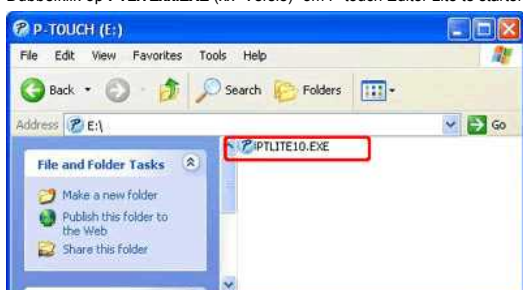 P-TOUCH (E:)
File Edit View Favorites Tools Help
Back Search Folders
Address E:\ Go
File and Folder Tasks
PTLITE10.EXE
Make a new folder
Publish this folder to
the Web
Share this folder